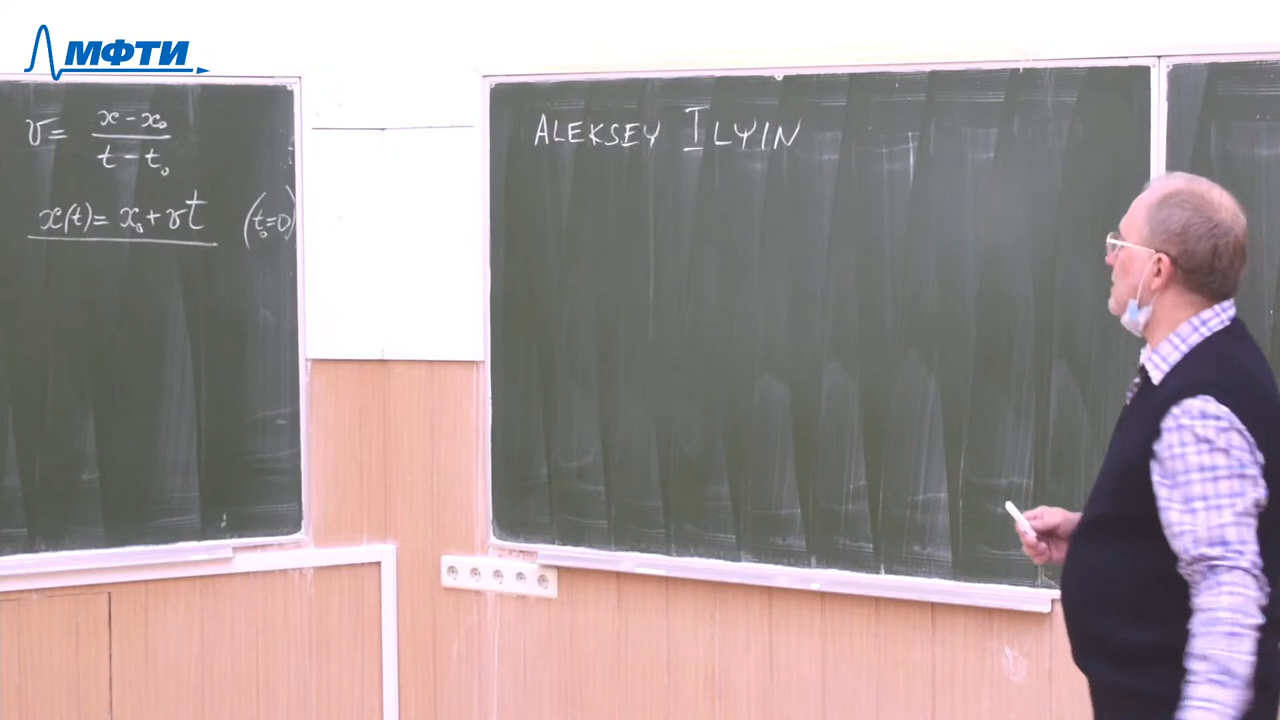 МФТИ
v = (x - x₀) / (t - t₀)
x(t) = x₀ + vt (t₀=0)
ALEKSEY ILYIN